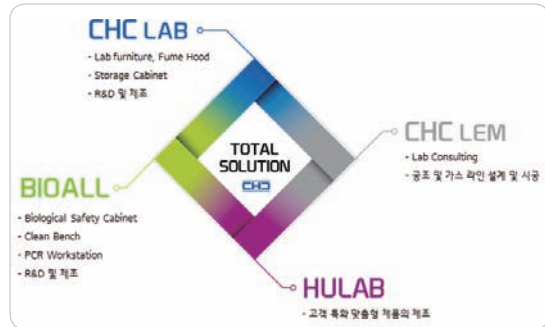 CHC LAB
- Lab furniture, Fume Hood
- Storage Cabinet
- R&D 및 제조
CHC LEM
- Lab Consulting
- 공조 및 가스 라인 설계 및 시공
TOTAL
SOLUTION
CHC
BIOALL
- Biological Safety Cabinet
- Clean Bench
- PCR Workstation
- R&D 및 제조
HULAB
- 고객 특화 맞춤형 제품의 제조